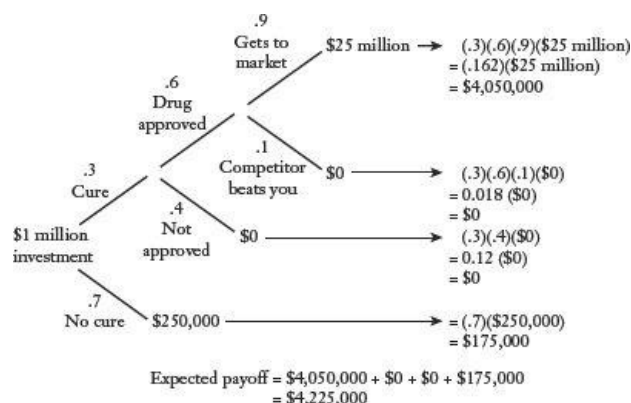 .9
Gets to
market
$25 million
(.3)(.6)(.9)($25 million)
= (.162)($25 million)
= $4,050,000
.6
Drug
approved
.1
Competitor
beats you
$0
(.3)(.6)(.1)($0)
= 0.018 ($0)
= $0
.3
Cure
.4
Not
approved
$0
(.3)(.4)($0)
= 0.12 ($0)
= $0
$1 million
investment
.7
No cure
$250,000
= (.7)($250,000)
= $175,000
Expected payoff = $4,050,000 + $0 + $0 + $175,000
= $4,225,000